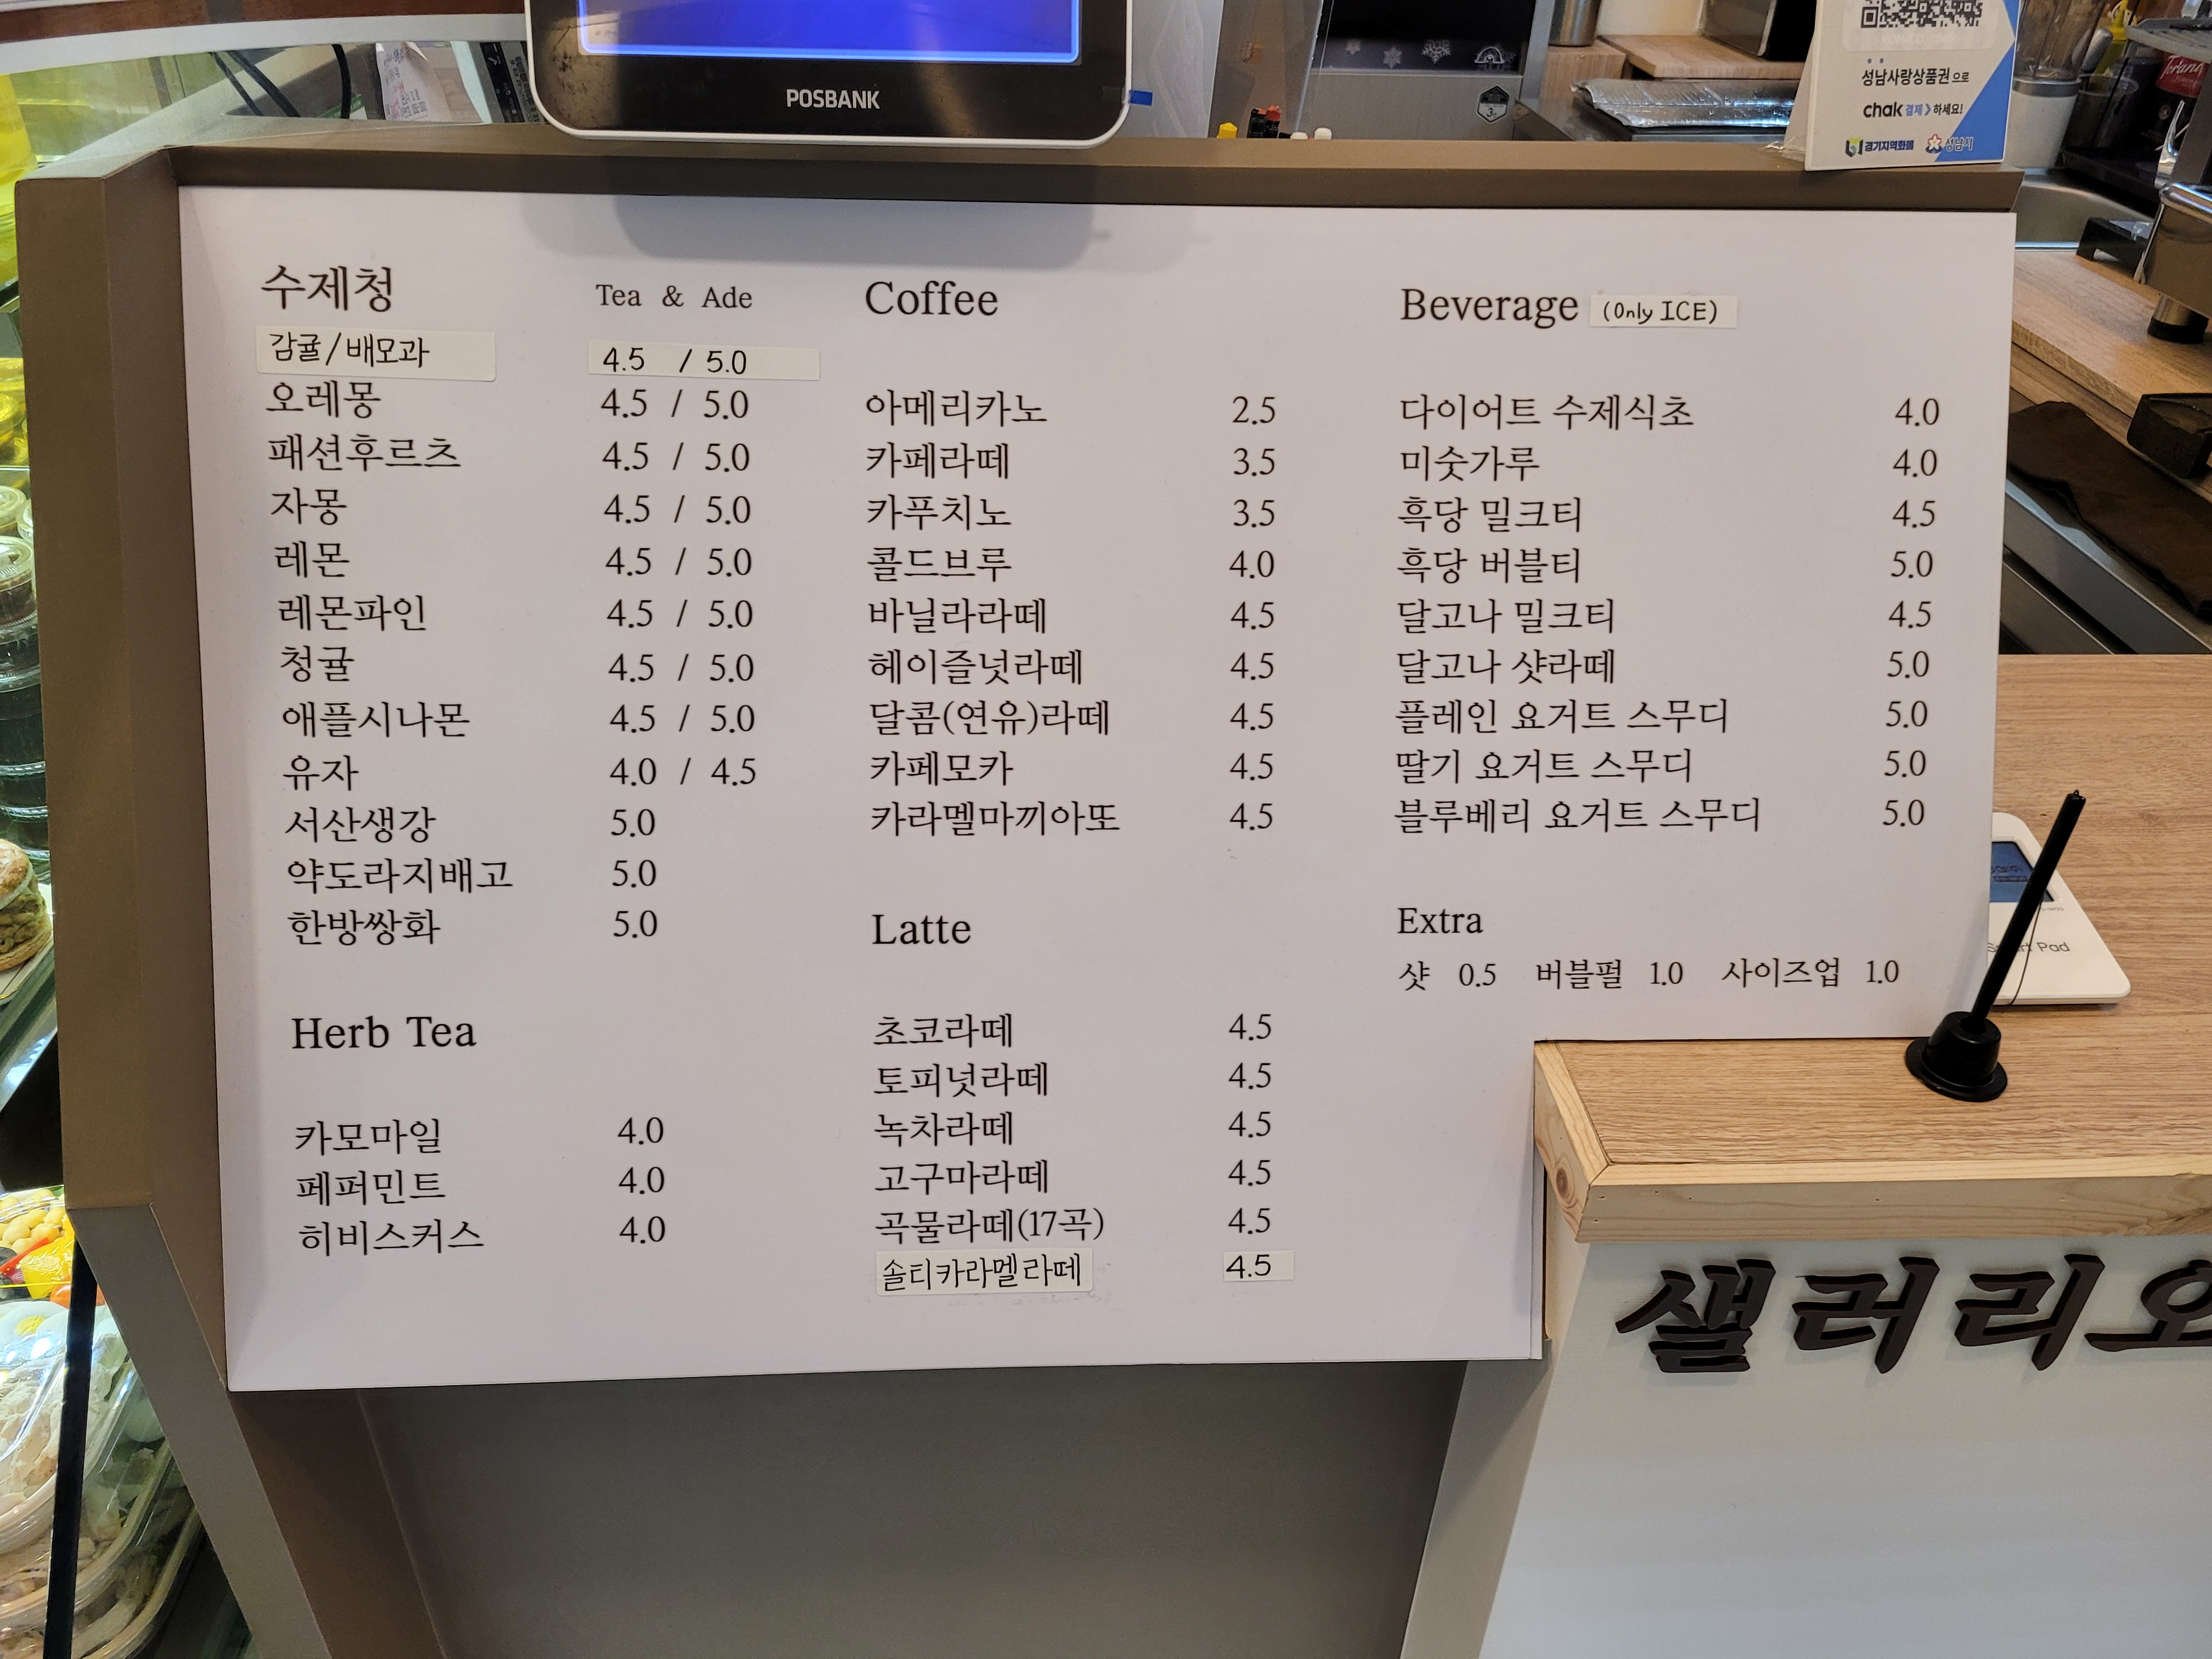 POSBANK
성남사랑상품권으로
chak 결제 > 하세요!
경기지역화폐 성남시
수제청 Tea & Ade
감귤/배모과 4.5 / 5.0
오레몽 4.5 / 5.0
패션후르츠 4.5 / 5.0
자몽 4.5 / 5.0
레몬 4.5 / 5.0
레몬파인 4.5 / 5.0
청귤 4.5 / 5.0
애플시나몬 4.5 / 5.0
유자 4.0 / 4.5
서산생강 5.0
약도라지배고 5.0
한방쌍화 5.0
Herb Tea
카모마일 4.0
페퍼민트 4.0
히비스커스 4.0
Coffee
아메리카노 2.5
카페라떼 3.5
카푸치노 3.5
콜드브루 4.0
바닐라라떼 4.5
헤이즐넛라떼 4.5
달콤(연유)라떼 4.5
카페모카 4.5
카라멜마끼아또 4.5
Latte
초코라떼 4.5
토피넛라떼 4.5
녹차라떼 4.5
고구마라떼 4.5
곡물라떼(17곡) 4.5
솔티카라멜라떼 4.5
Beverage (Only ICE)
다이어트 수제식초 4.0
미숫가루 4.0
흑당 밀크티 4.5
흑당 버블티 5.0
달고나 밀크티 4.5
달고나 샷라떼 5.0
플레인 요거트 스무디 5.0
딸기 요거트 스무디 5.0
블루베리 요거트 스무디 5.0
Extra
샷 0.5 버블펄 1.0 사이즈업 1.0
Pad
샐러리오